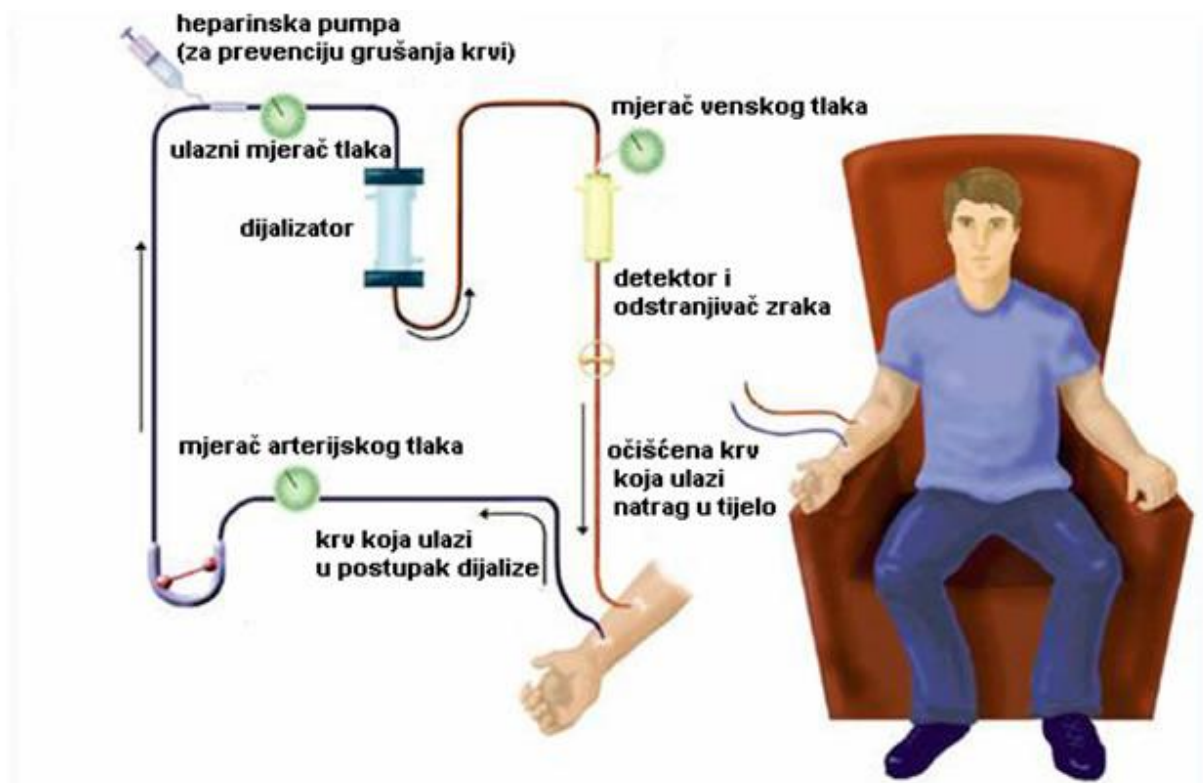 heparinska pumpa
(za prevenciju grušanja krvi)
ulazni mjerač tlaka
mjerač venskog tlaka
dijalizator
detektor i
odstranjivač zraka
mjerač arterijskog tlaka
očišćena krv
koja ulazi
natrag u tijelo
krv koja ulazi
u postupak dijalize